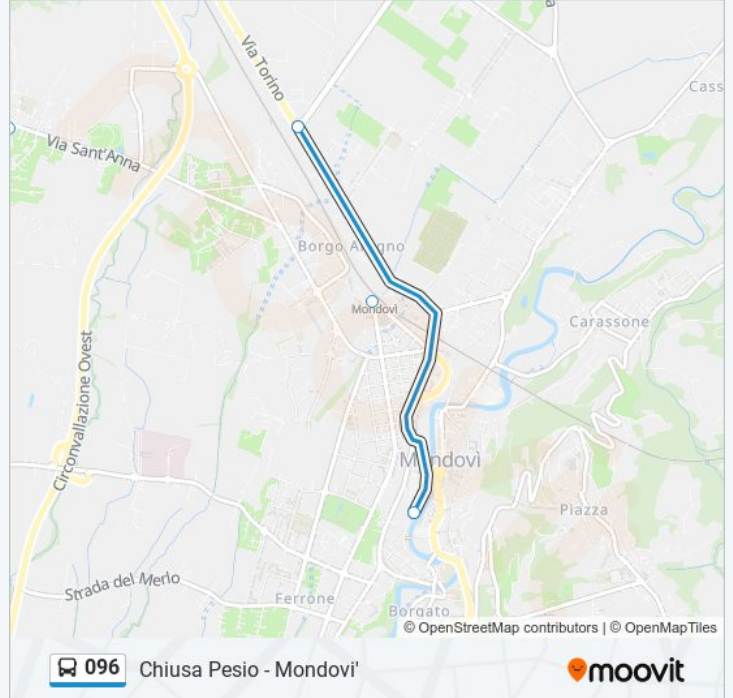 a
Via Torino
Cass
Via Sant'Anna
Borgo Aragno
Mondovì
Carassone
Circonvallazione Ovest
Mondovì
Piazza
Strada del Merlo
Ferrone
Borgato
© OpenStreetMap contributors | © OpenMapTiles
096 Chiusa Pesio - Mondovi'
moovit